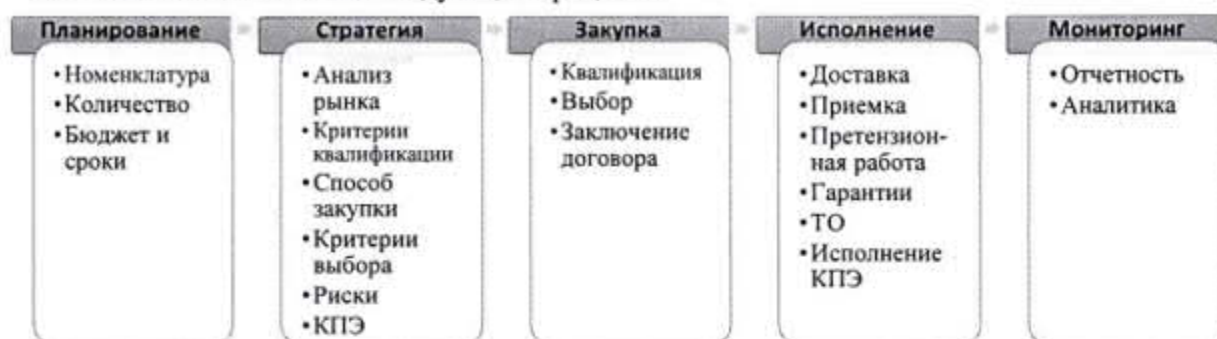 Планирование
• Номенклатура
• Количество
• Бюджет и
сроки
Стратегия
• Анализ
рынка
• Критерии
квалификации
• Способ
закупки
• Критерии
выбора
• Риски
• КПЭ
Закупка
• Квалификация
• Выбор
• Заключение
договора
Исполнение
• Доставка
• Приемка
• Претензион-
ная работа
• Гарантии
• ТО
• Исполнение
КПЭ
Мониторинг
• Отчетность
• Аналитика